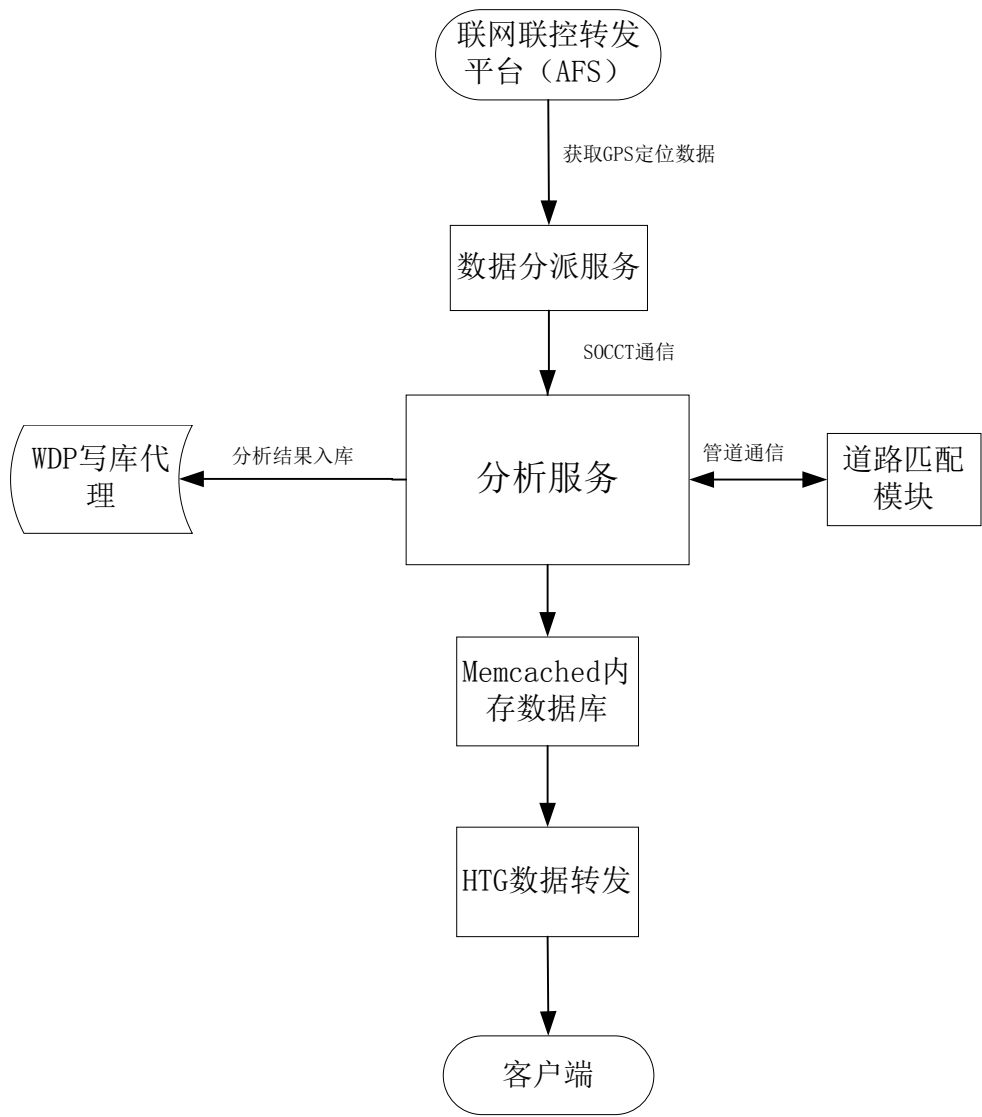 联网联控转发
平台（AFS）
获取GPS定位数据
数据分派服务
SOCCT通信
WDP写库代
理
分析结果入库
分析服务
管道通信
道路匹配
模块
Memcached内
存数据库
HTG数据转发
客户端